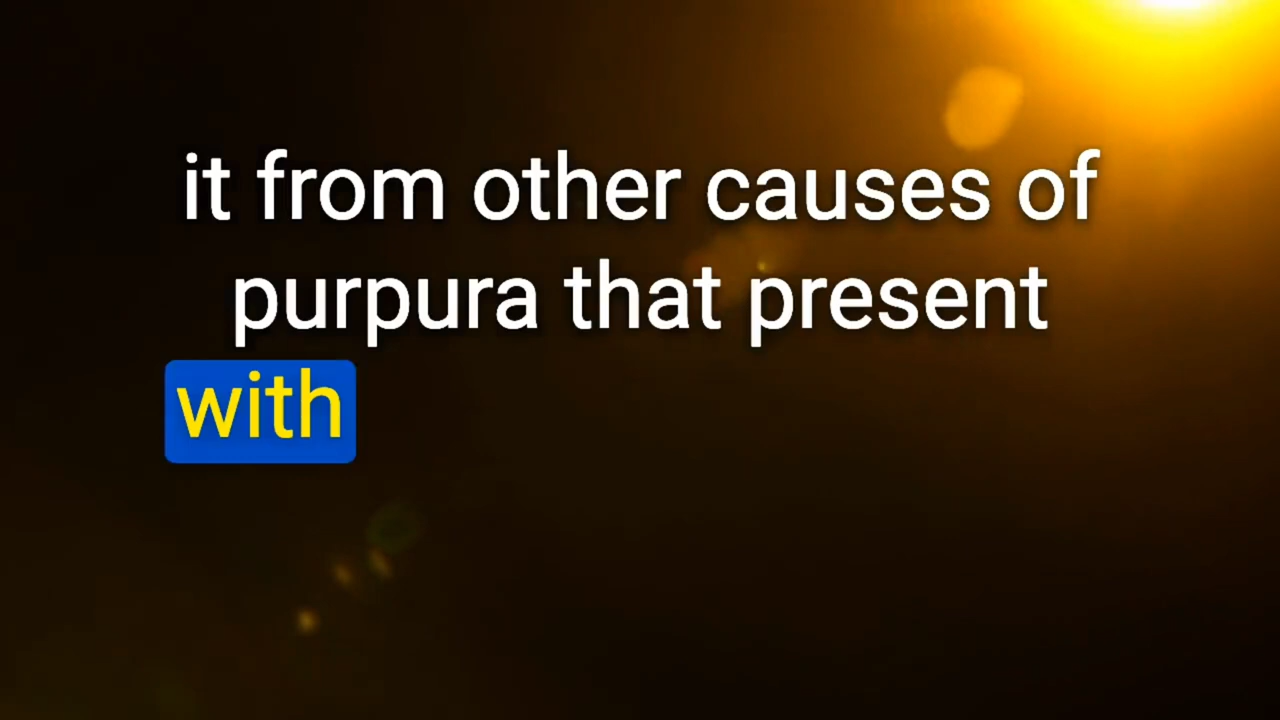 it from other causes of
purpura that present
with